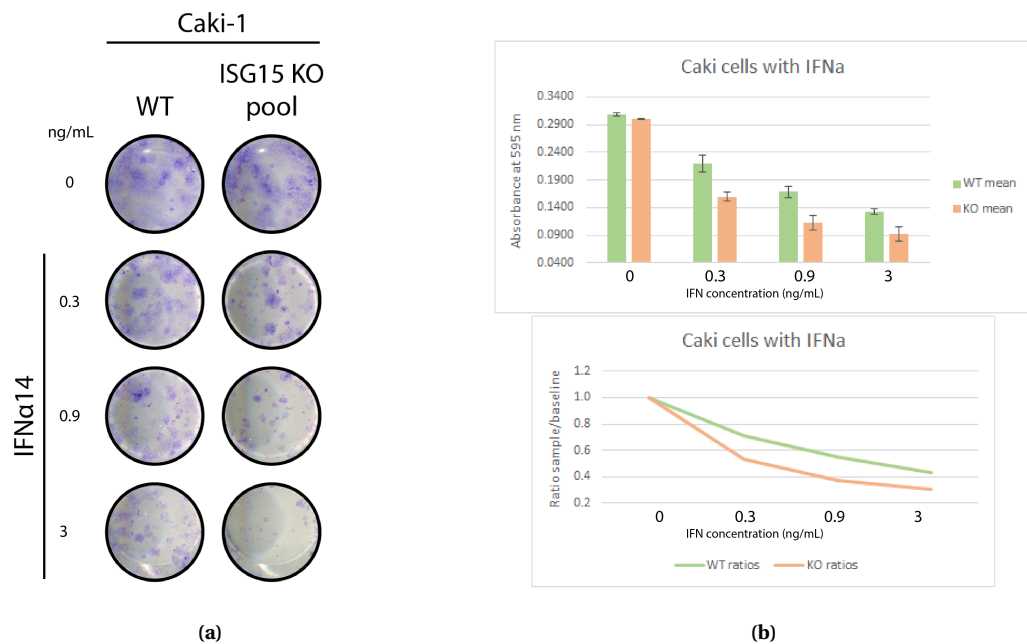 Caki-1
WT
ISG15 KO
pool
ng/mL
0
0.3
0.9
3
IFNα14
(a)
Caki cells with IFNa
Absorbance at 595 nm
0.3400
0.2900
0.2400
0.1900
0.1400
0.0900
0.0400
0 0.3 0.9 3
IFN concentration (ng/mL)
WT mean
KO mean
Caki cells with IFNa
Ratio sample/baseline
1.2
1.0
0.8
0.6
0.4
0.2
0 0.3 0.9 3
IFN concentration (ng/mL)
WT ratios KO ratios
(b)